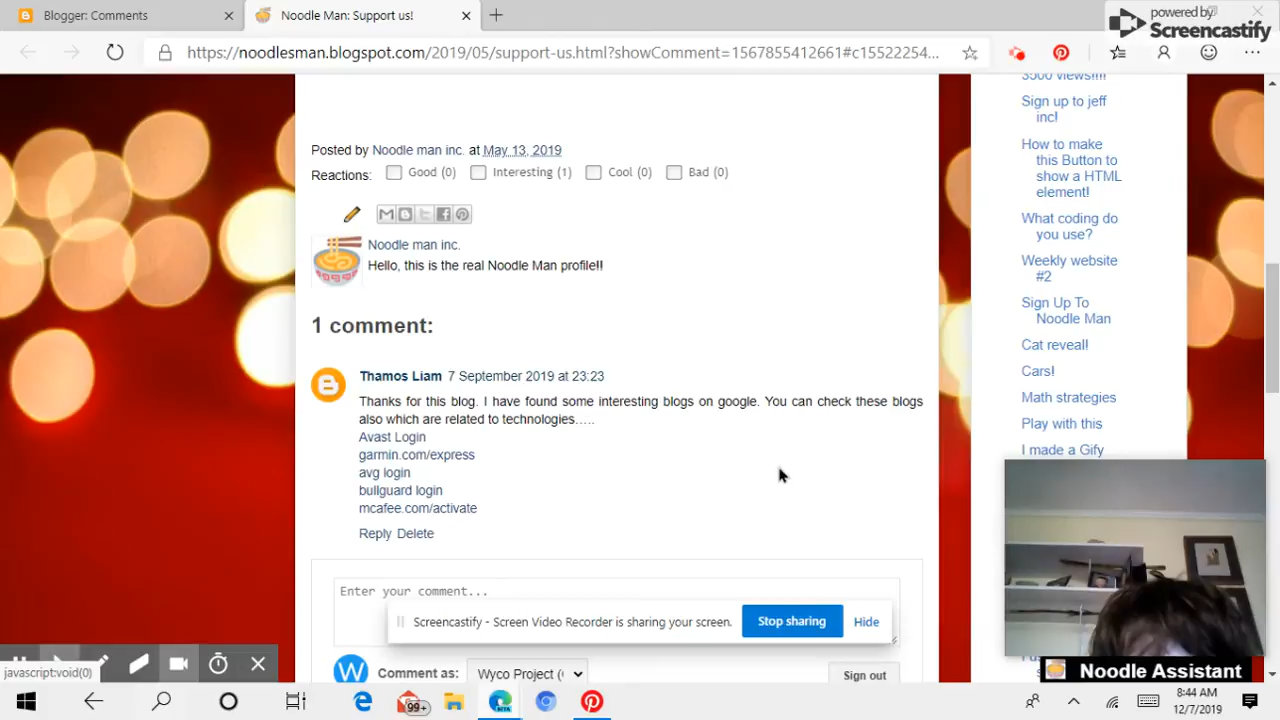 Blogger: Comments
Noodle Man: Support us!
powered by
Screencastify
https://noodlesman.blogspot.com/2019/05/support-us.html?showComment=1567855412661#c15522254...
3500 views!!!!
Sign up to jeff
inc!
How to make
this Button to
show a HTML
element!
What coding do
you use?
Weekly website
#2
Sign Up To
Noodle Man
Cat reveal!
Cars!
Math strategies
Play with this
I made a Gify
Posted by Noodle man inc. at May 13, 2019
Reactions: Good (0) Interesting (1) Cool (0) Bad (0)
Noodle man inc.
Hello, this is the real Noodle Man profile!!
1 comment:
Thamos Liam 7 September 2019 at 23:23
Thanks for this blog. I have found some interesting blogs on google. You can check these blogs
also which are related to technologies…..
Avast Login
garmin.com/express
avg login
bullguard login
mcafee.com/activate
Reply Delete
Enter your comment...
Screencastify - Screen Video Recorder is sharing your screen. Stop sharing Hide
Comment as: Wyco Project (
Sign out
javascript:void(0)
Noodle Assistant
99+
8:44 AM
12/7/2019